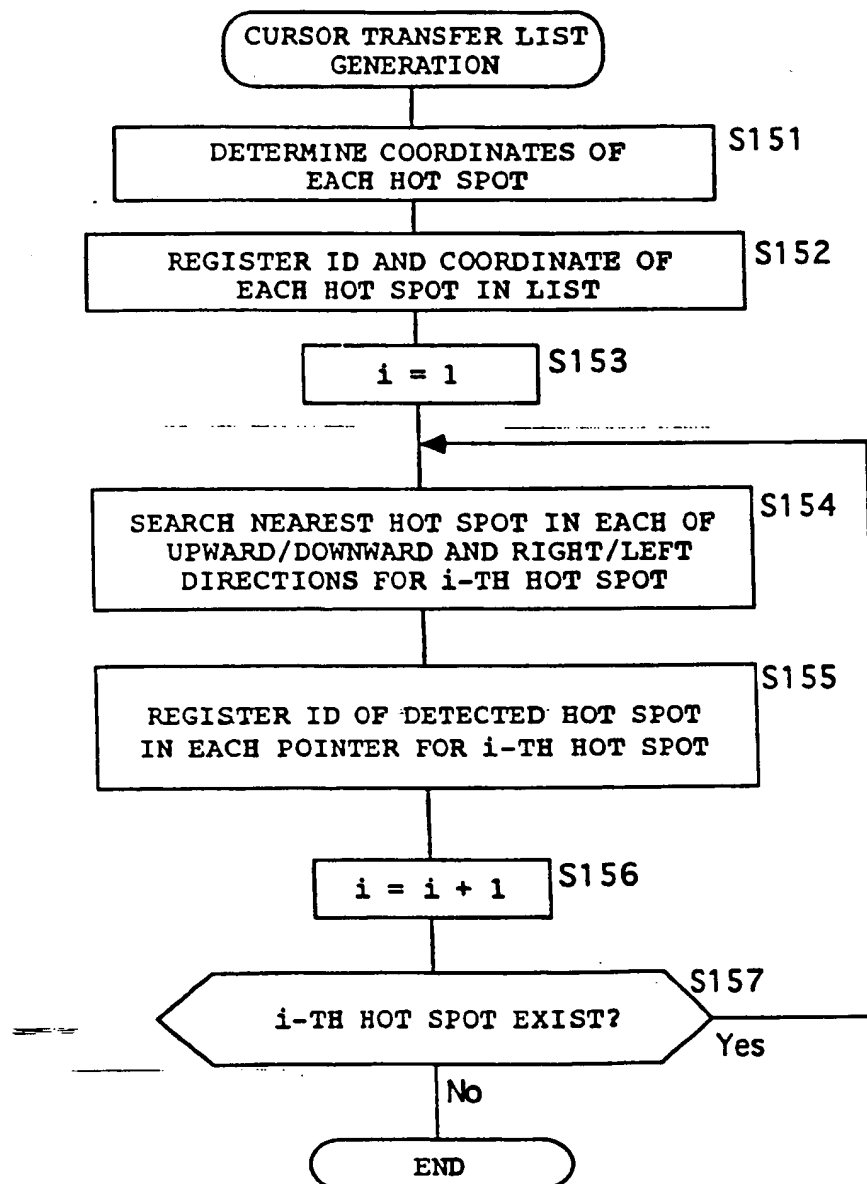 CURSOR TRANSFER LIST
GENERATION
S151
DETERMINE COORDINATES OF
EACH HOT SPOT
S152
REGISTER ID AND COORDINATE OF
EACH HOT SPOT IN LIST
S153
i = 1
S154
SEARCH NEAREST HOT SPOT IN EACH OF
UPWARD/DOWNWARD AND RIGHT/LEFT
DIRECTIONS FOR i-TH HOT SPOT
S155
REGISTER ID OF DETECTED HOT SPOT
IN EACH POINTER FOR i-TH HOT SPOT
S156
i = i + 1
S157
i-TH HOT SPOT EXIST?
Yes
No
END